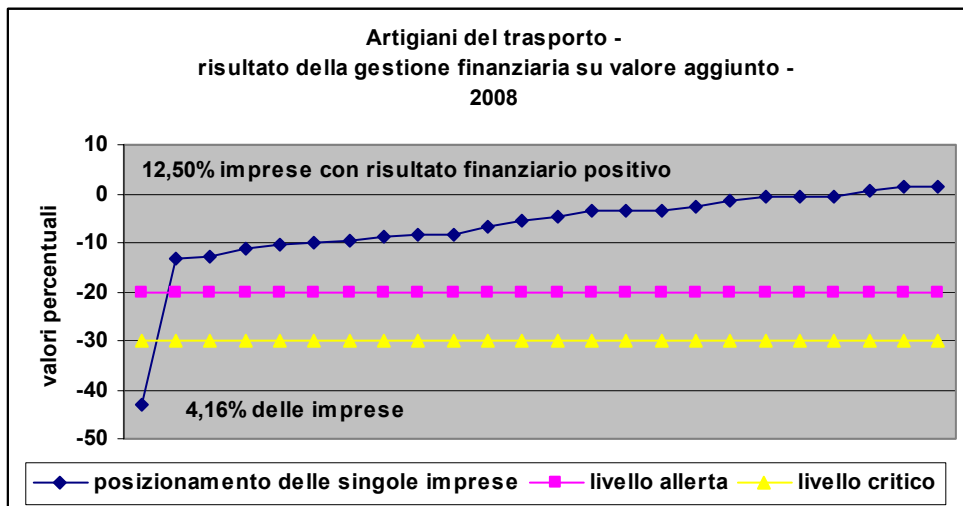 Artigiani del trasporto -
risultato della gestione finanziaria su valore aggiunto -
2008
valori percentuali
10
0
-10
-20
-30
-40
-50
12,50% imprese con risultato finanziario positivo
4,16% delle imprese
posizionamento delle singole imprese
livello allerta
livello critico